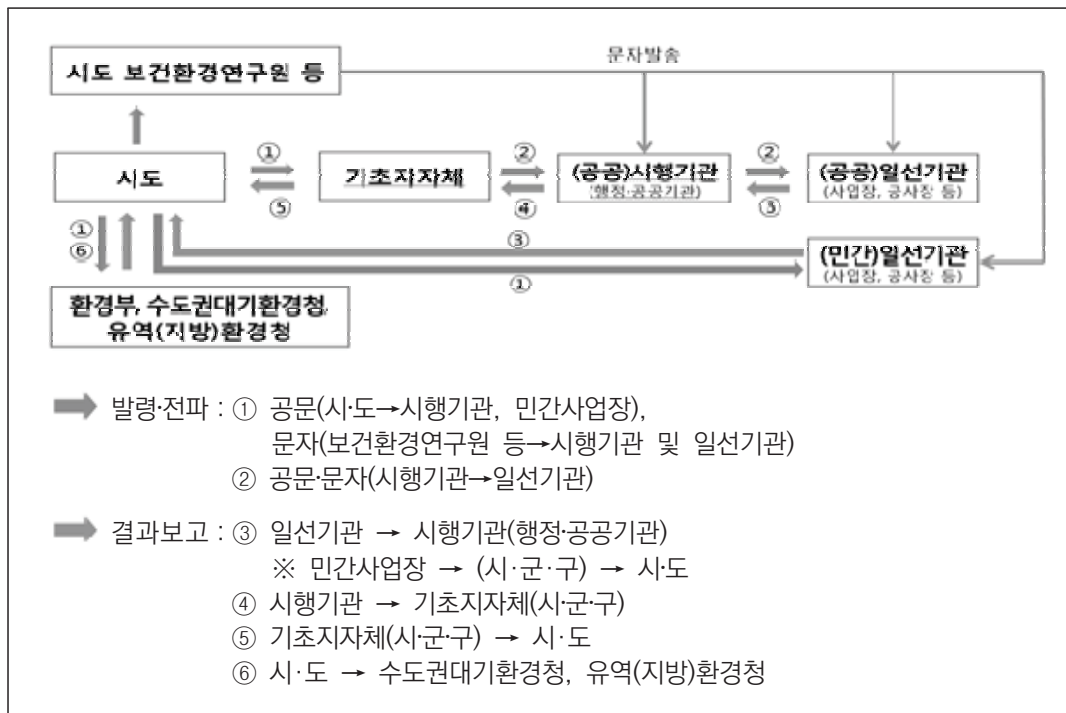 문자발송
시도 보건환경연구원 등
시도
① ⑤
기초지자체
② ④
(공공)시행기관
(행정·공공기관)
② ③
(공공)일선기관
(사업장, 공사장 등)
①
⑥
③
①
(민간)일선기관
(사업장, 공사장 등)
환경부, 수도권대기환경청,
유역(지방)환경청
발령·전파 : ① 공문(시·도→시행기관, 민간사업장),
문자(보건환경연구원 등→시행기관 및 일선기관)
② 공문·문자(시행기관→일선기관)
결과보고 : ③ 일선기관 → 시행기관(행정·공공기관)
※ 민간사업장 → (시·군·구) → 시·도
④ 시행기관 → 기초지자체(시·군·구)
⑤ 기초지자체(시·군·구) → 시·도
⑥ 시·도 → 수도권대기환경청, 유역(지방)환경청